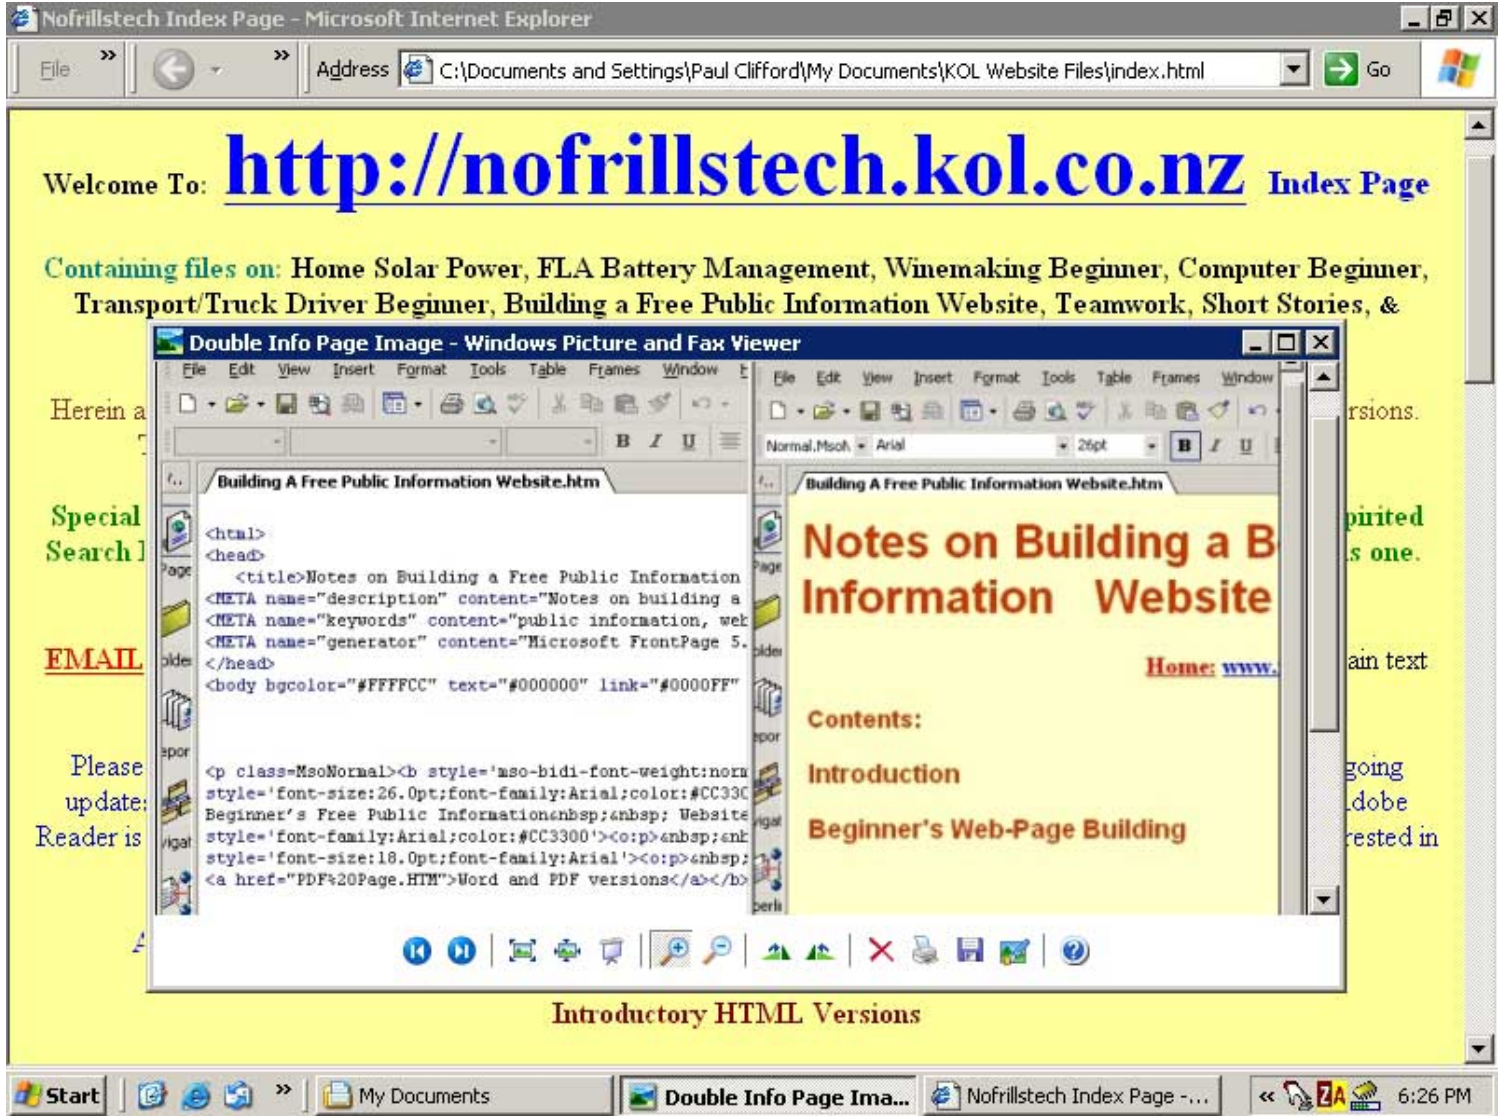 Nofrillstech Index Page - Microsoft Internet Explorer
File » » Address C:\Documents and Settings\Paul Clifford\My Documents\KOL Website Files\index.html Go
Welcome To: http://nofrillstech.kol.co.nz Index Page
Containing files on: Home Solar Power, FLA Battery Management, Winemaking Beginner, Computer Beginner,
Transport/Truck Driver Beginner, Building a Free Public Information Website, Teamwork, Short Stories, &
Double Info Page Image - Windows Picture and Fax Viewer
File Edit View Insert Format Tools Table Frames Window
B I U
Building A Free Public Information Website.htm
<html>
<head>
<title>Notes on Building a Free Public Information
<META name="description" content="Notes on building a
<META name="keywords" content="public information, web
<META name="generator" content="Microsoft FrontPage 5.
</head>
<body bgcolor="#FFFFCC" text="#000000" link="#0000FF"
<p class=MsoNormal><b style='mso-bidi-font-weight:norm
style='font-size:26.0pt;font-family:Arial;color:#CC330
Beginner's Free Public Information&nbsp;&nbsp; Website
style='font-family:Arial;color:#CC3300'><o:p>&nbsp;&nb
style='font-size:18.0pt;font-family:Arial'><o:p>&nbsp;
<a href="PDF%20Page.HTM">Word and PDF versions</a></b>
File Edit View Insert Format Tools Table Frames Window
Normal.MsoN Arial 26pt B I U
Building A Free Public Information Website.htm
Notes on Building a B
Information Website
Home: www.
Contents:
Introduction
Beginner's Web-Page Building
Herein a rsions.
Special pirited
Search s one.
EMAIL ain text
Please going
update Adobe
Reader is rested in
A
Introductory HTML Versions
Start » My Documents Double Info Page Ima... Nofrillstech Index Page -... « ZA 6:26 PM